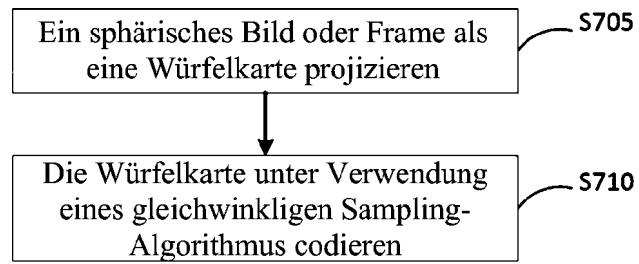 Ein sphärisches Bild oder Frame als
eine Würfelkarte projizieren
S705
Die Würfelkarte unter Verwendung
eines gleichwinkligen Sampling-
Algorithmus codieren
S710